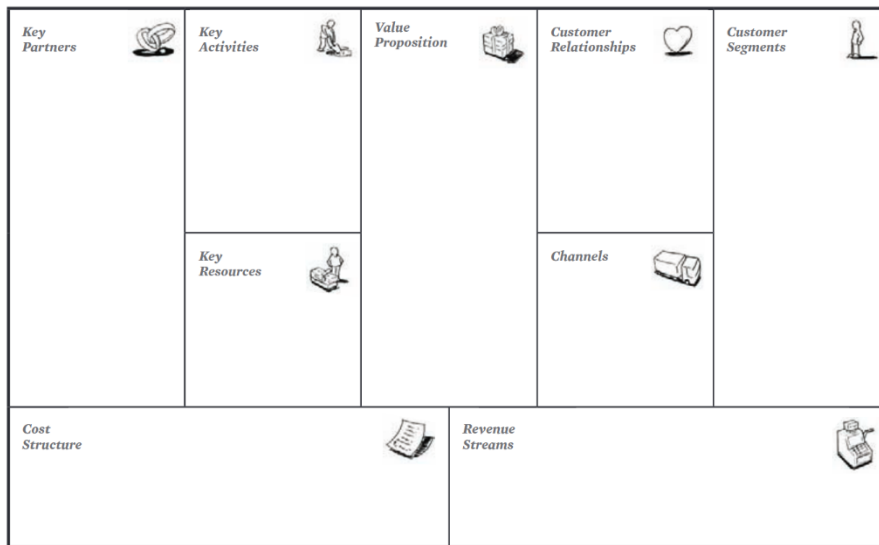 Key
Partners
Key
Activities
Value
Proposition
Customer
Relationships
Customer
Segments
Key
Resources
Channels
Cost
Structure
Revenue
Streams